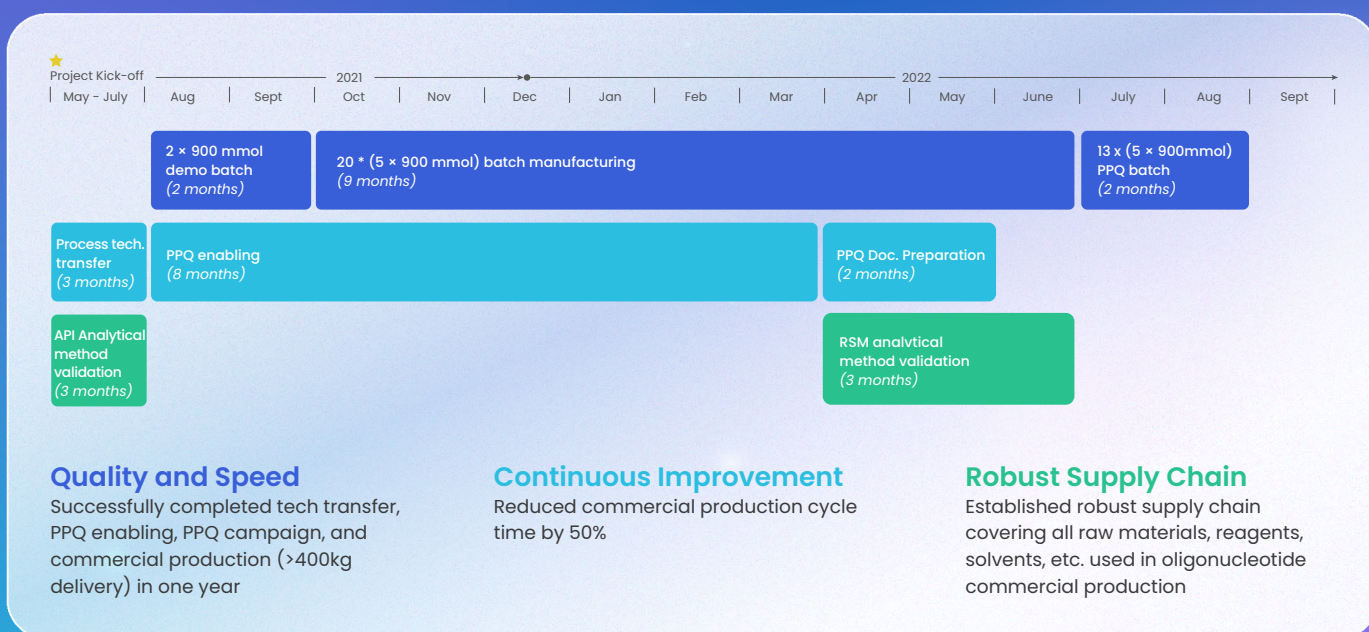 Project Kick-off
2021
2022
May - July
Aug
Sept
Oct
Nov
Dec
Jan
Feb
Mar
Apr
May
June
July
Aug
Sept
2 × 900 mmol
demo batch
(2 months)
20 * (5 × 900 mmol) batch manufacturing
(9 months)
13 x (5 × 900mmol)
PPQ batch
(2 months)
Process tech.
transfer
(3 months)
PPQ enabling
(8 months)
PPQ Doc. Preparation
(2 months)
API Analytical
method
validation
(3 months)
RSM analvtical
method validation
(3 months)
Quality and Speed
Successfully completed tech transfer,
PPQ enabling, PPQ campaign, and
commercial production (>400kg
delivery) in one year
Continuous Improvement
Reduced commercial production cycle
time by 50%
Robust Supply Chain
Established robust supply chain
covering all raw materials, reagents,
solvents, etc. used in oligonucleotide
commercial production